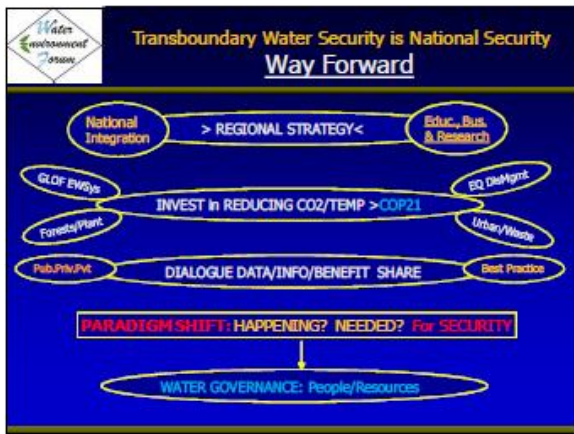 Water
Environment
Forum
Transboundary Water Security is National Security
Way Forward
National
Integration
> REGIONAL STRATEGY<
Educ., Bus.
& Research
GLOF EWSys
EQ DisMgmt
INVEST in REDUCING CO2/TEMP >COP21
Forests/Plant
Urban/Waste
Pub.Priv.Pvt
DIALOGUE DATA/INFO/BENEFIT SHARE
Best Practice
PARADIGM SHIFT: HAPPENING? NEEDED? For SECURITY
WATER GOVERNANCE: People/Resources